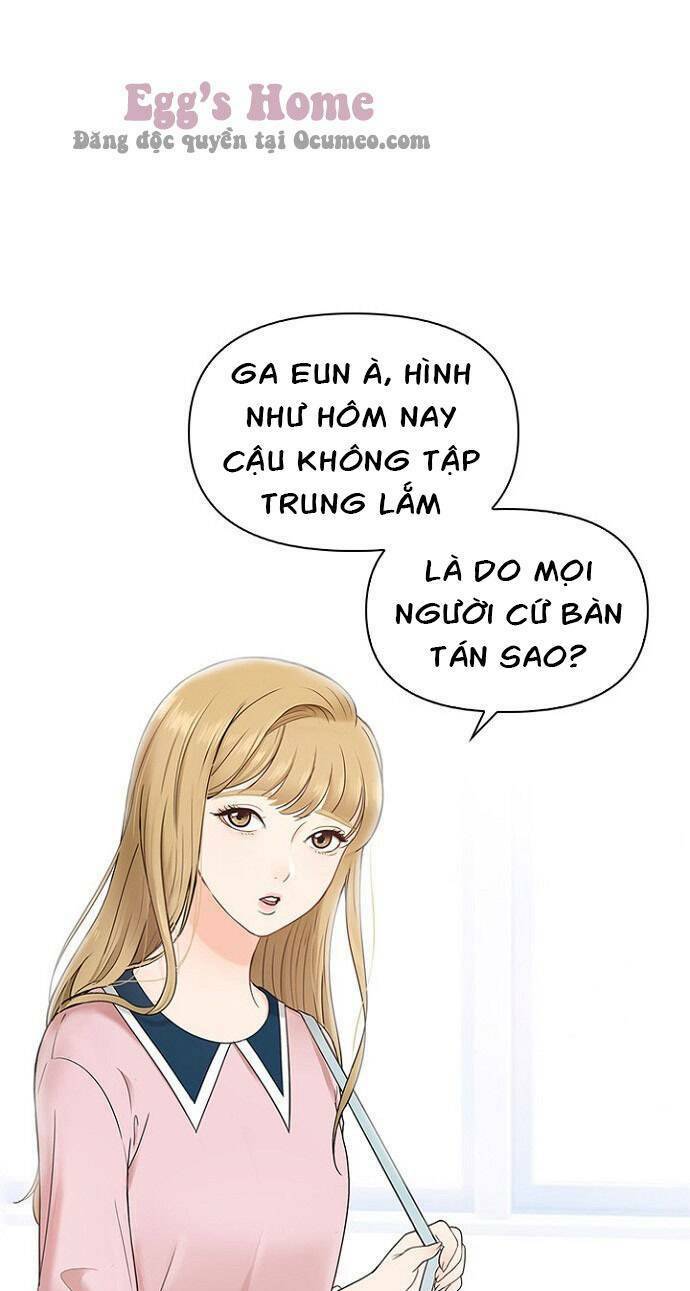 Egg's Home
Đăng độc quyền tại Ocumeo.com
GA EUN À, HÌNH
NHƯ HÔM NAY
CẬU KHÔNG TẬP
TRUNG LẮM
LÀ DO MỌI
NGƯỜI CỨ BÀN
TÁN SAO?